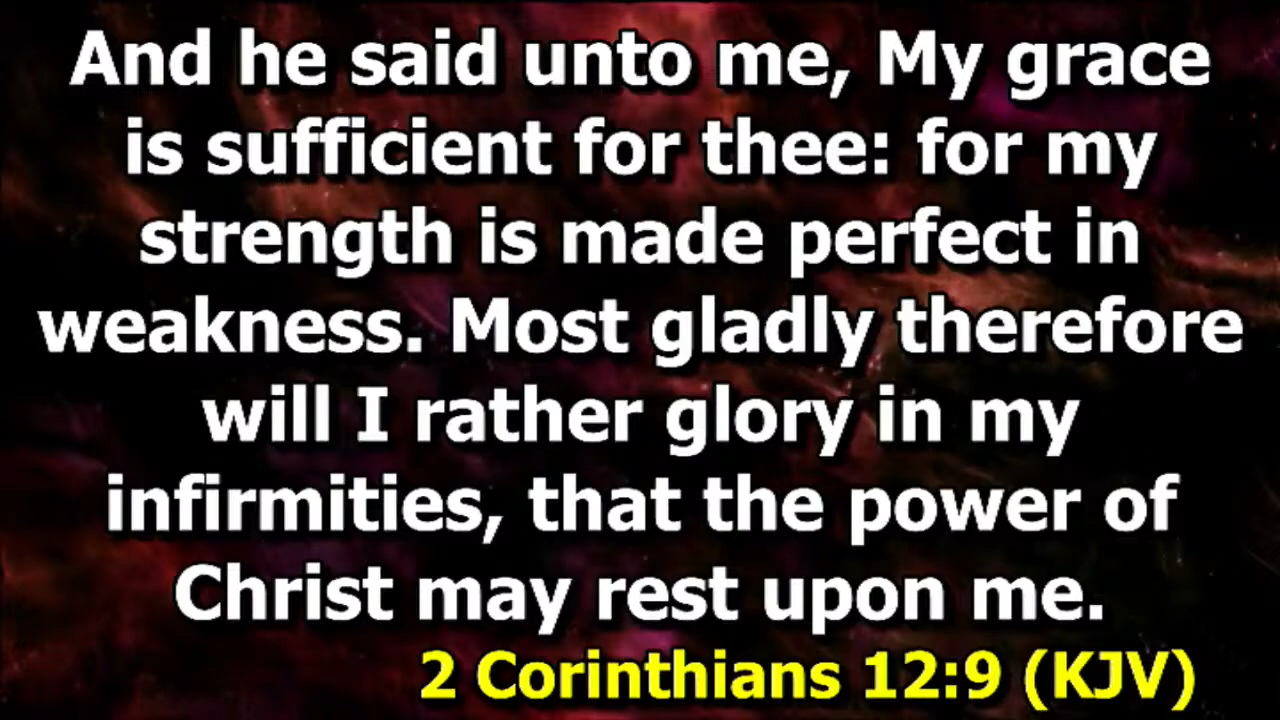 And he said unto me, My grace
is sufficient for thee: for my
strength is made perfect in
weakness. Most gladly therefore
will I rather glory in my
infirmities, that the power of
Christ may rest upon me.
2 Corinthians 12:9 (KJV)